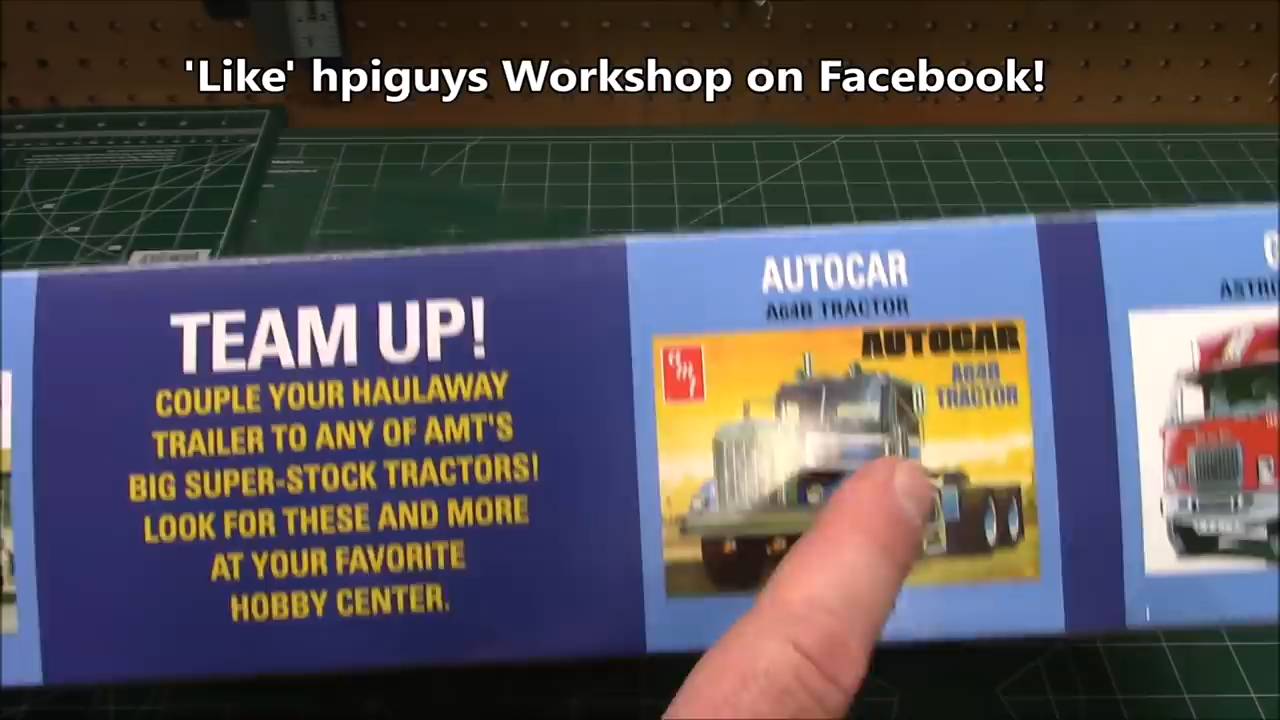 'Like' hpiguys Workshop on Facebook!
TEAM UP!
COUPLE YOUR HAULAWAY
TRAILER TO ANY OF AMT'S
BIG SUPER-STOCK TRACTORS!
LOOK FOR THESE AND MORE
AT YOUR FAVORITE
HOBBY CENTER.
AUTOCAR
A64B TRACTOR
AMT
AUTOCAR
A64B
TRACTOR